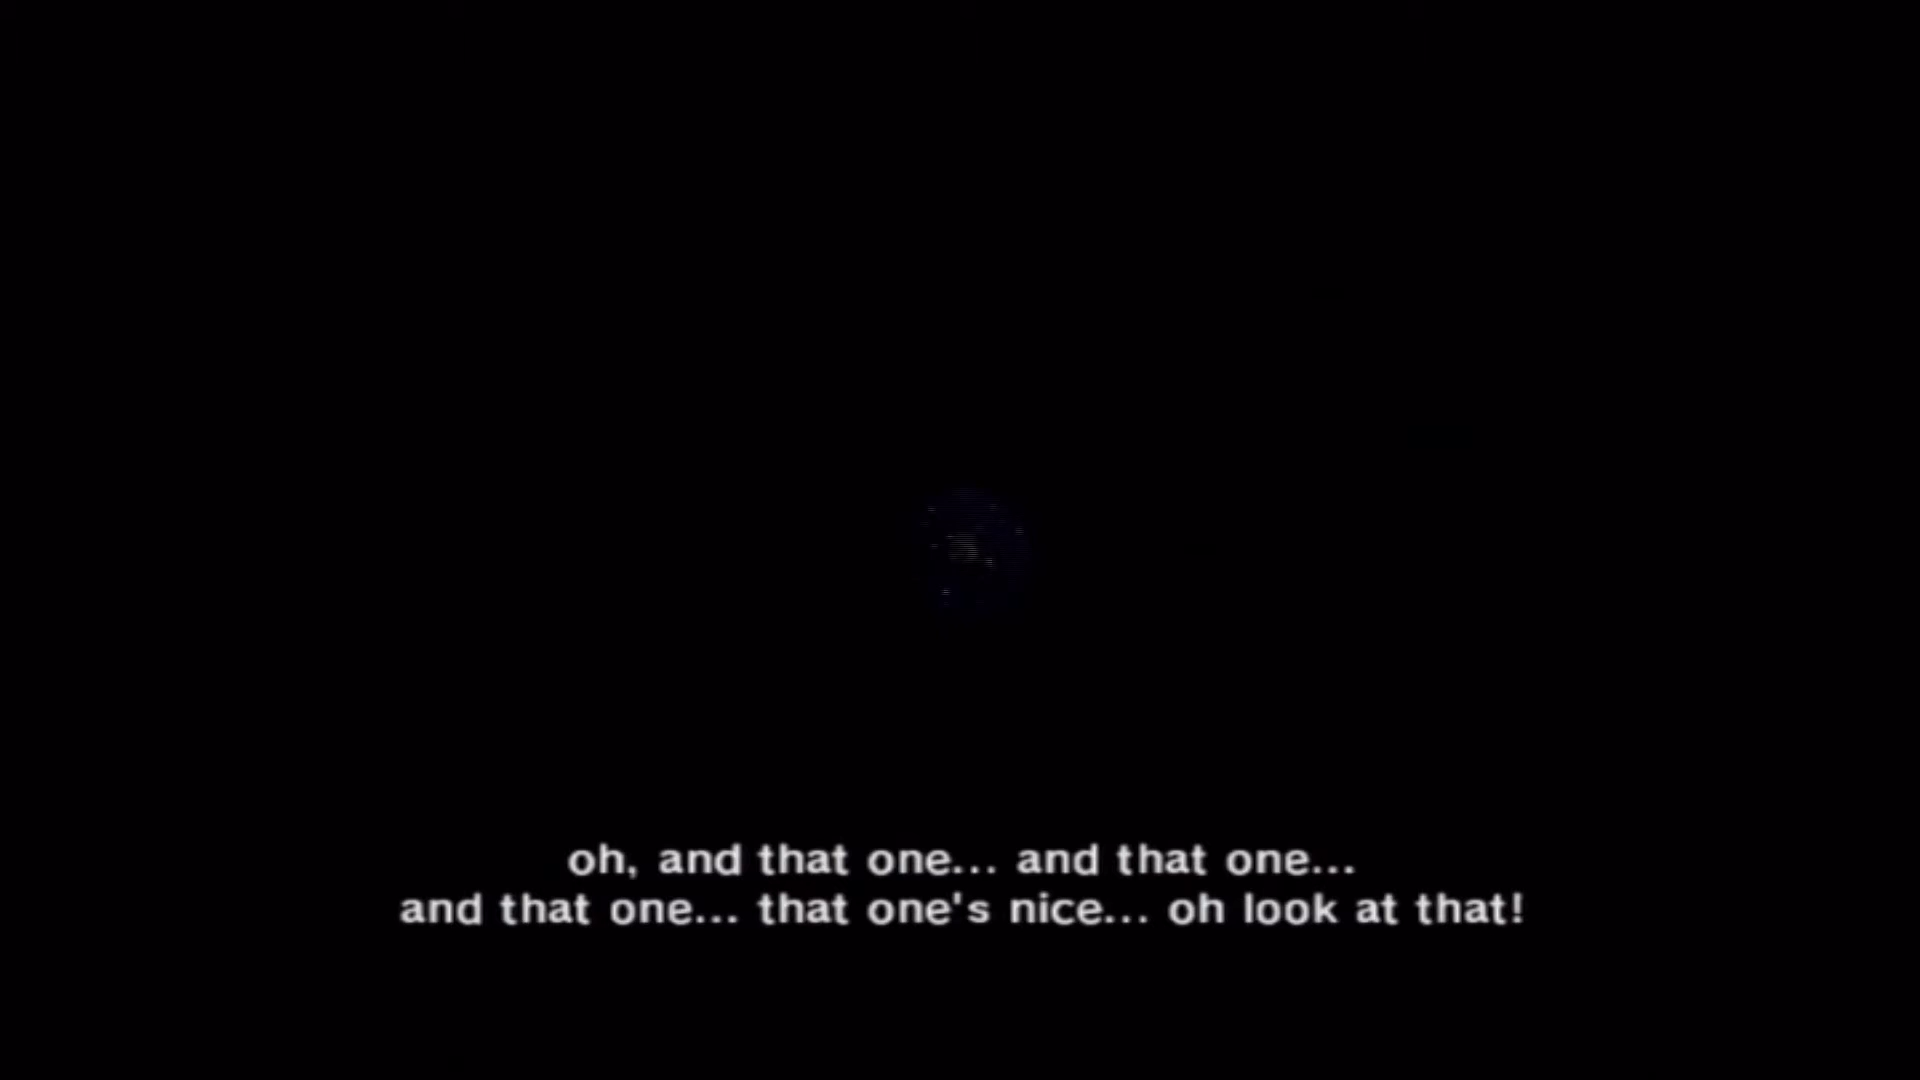 oh, and that one... and that one...
and that one... that one's nice... oh look at that!